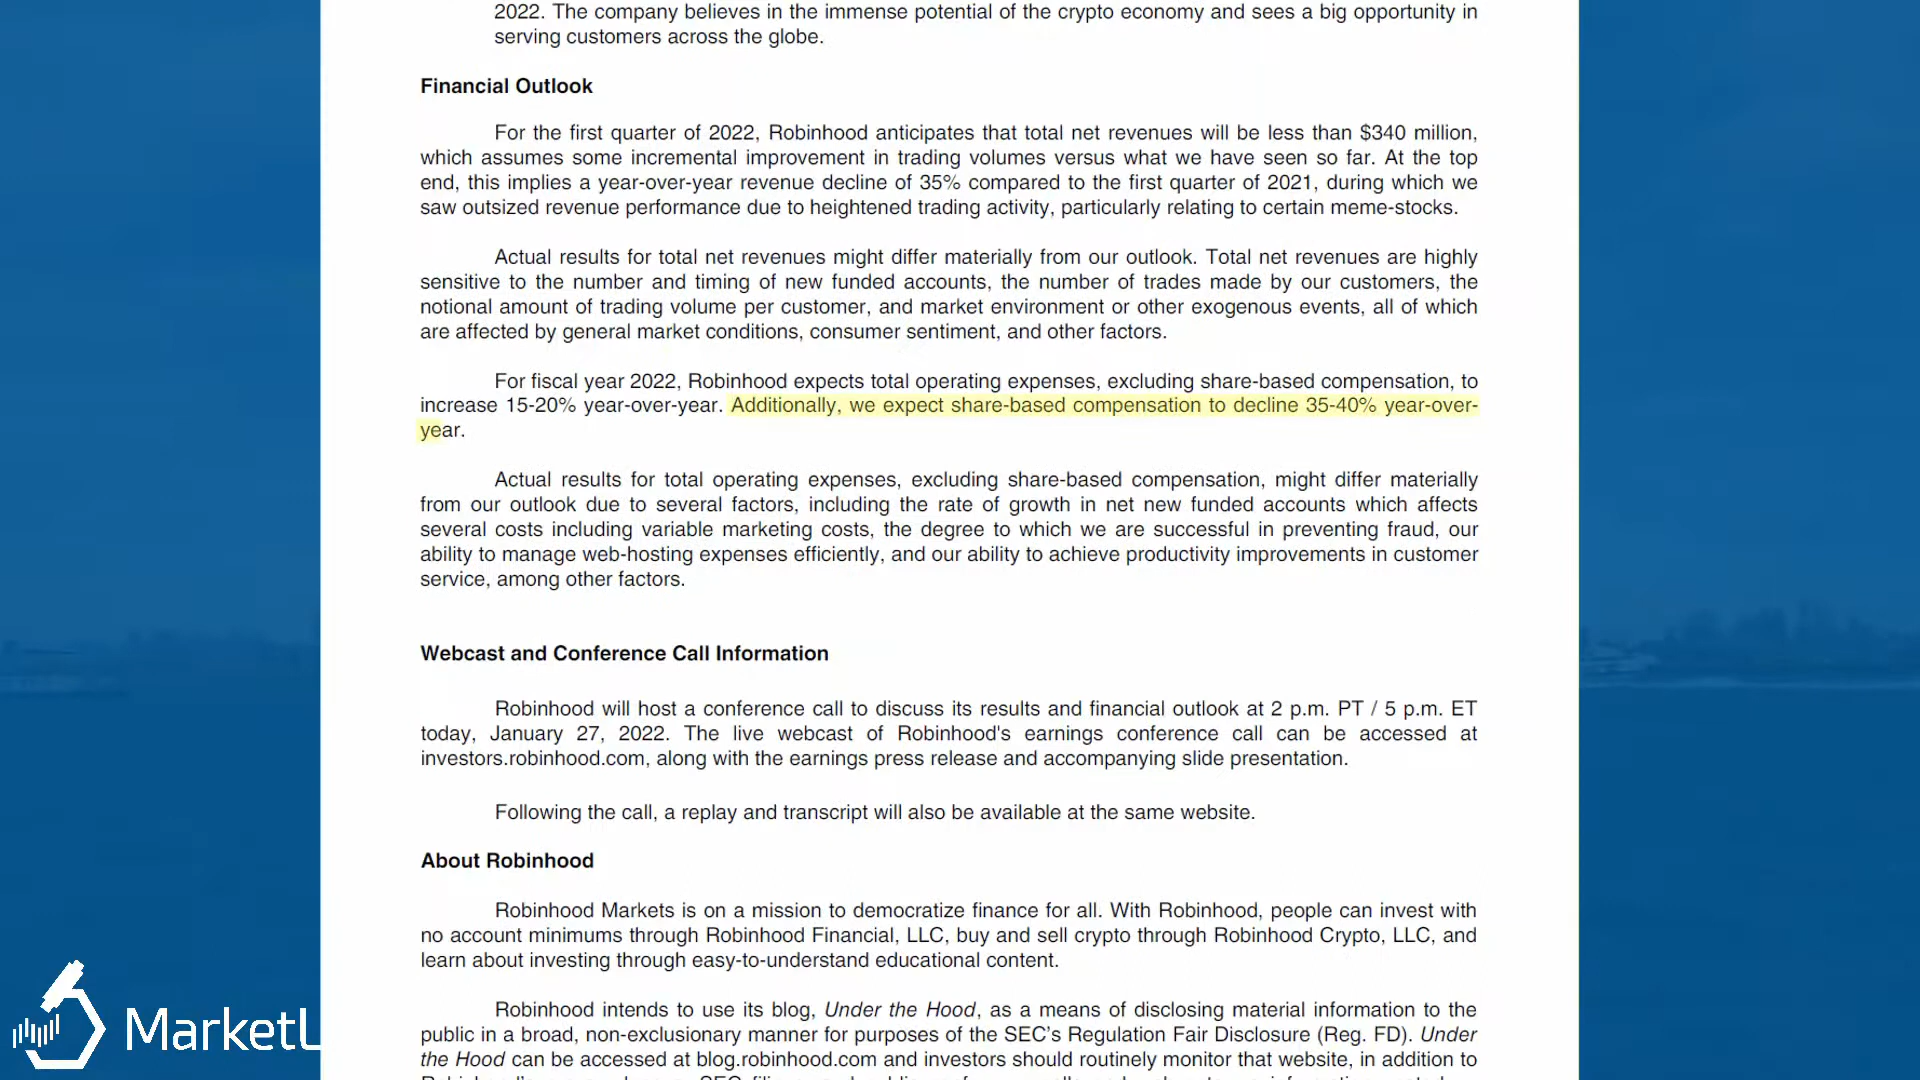 2022. The company believes in the immense potential of the crypto economy and sees a big opportunity in
serving customers across the globe.
Financial Outlook
For the first quarter of 2022, Robinhood anticipates that total net revenues will be less than $340 million,
which assumes some incremental improvement in trading volumes versus what we have seen so far. At the top
end, this implies a year-over-year revenue decline of 35% compared to the first quarter of 2021, during which we
saw outsized revenue performance due to heightened trading activity, particularly relating to certain meme-stocks.
Actual results for total net revenues might differ materially from our outlook. Total net revenues are highly
sensitive to the number and timing of new funded accounts, the number of trades made by our customers, the
notional amount of trading volume per customer, and market environment or other exogenous events, all of which
are affected by general market conditions, consumer sentiment, and other factors.
For fiscal year 2022, Robinhood expects total operating expenses, excluding share-based compensation, to
increase 15-20% year-over-year. Additionally, we expect share-based compensation to decline 35-40% year-over-
year.
Actual results for total operating expenses, excluding share-based compensation, might differ materially
from our outlook due to several factors, including the rate of growth in net new funded accounts which affects
several costs including variable marketing costs, the degree to which we are successful in preventing fraud, our
ability to manage web-hosting expenses efficiently, and our ability to achieve productivity improvements in customer
service, among other factors.
Webcast and Conference Call Information
Robinhood will host a conference call to discuss its results and financial outlook at 2 p.m. PT / 5 p.m. ET
today, January 27, 2022. The live webcast of Robinhood's earnings conference call can be accessed at
investors.robinhood.com, along with the earnings press release and accompanying slide presentation.
Following the call, a replay and transcript will also be available at the same website.
About Robinhood
Robinhood Markets is on a mission to democratize finance for all. With Robinhood, people can invest with
no account minimums through Robinhood Financial, LLC, buy and sell crypto through Robinhood Crypto, LLC, and
learn about investing through easy-to-understand educational content.
Robinhood intends to use its blog, Under the Hood, as a means of disclosing material information to the
public in a broad, non-exclusionary manner for purposes of the SEC's Regulation Fair Disclosure (Reg. FD). Under
the Hood can be accessed at blog.robinhood.com and investors should routinely monitor that website, in addition to
MarketL